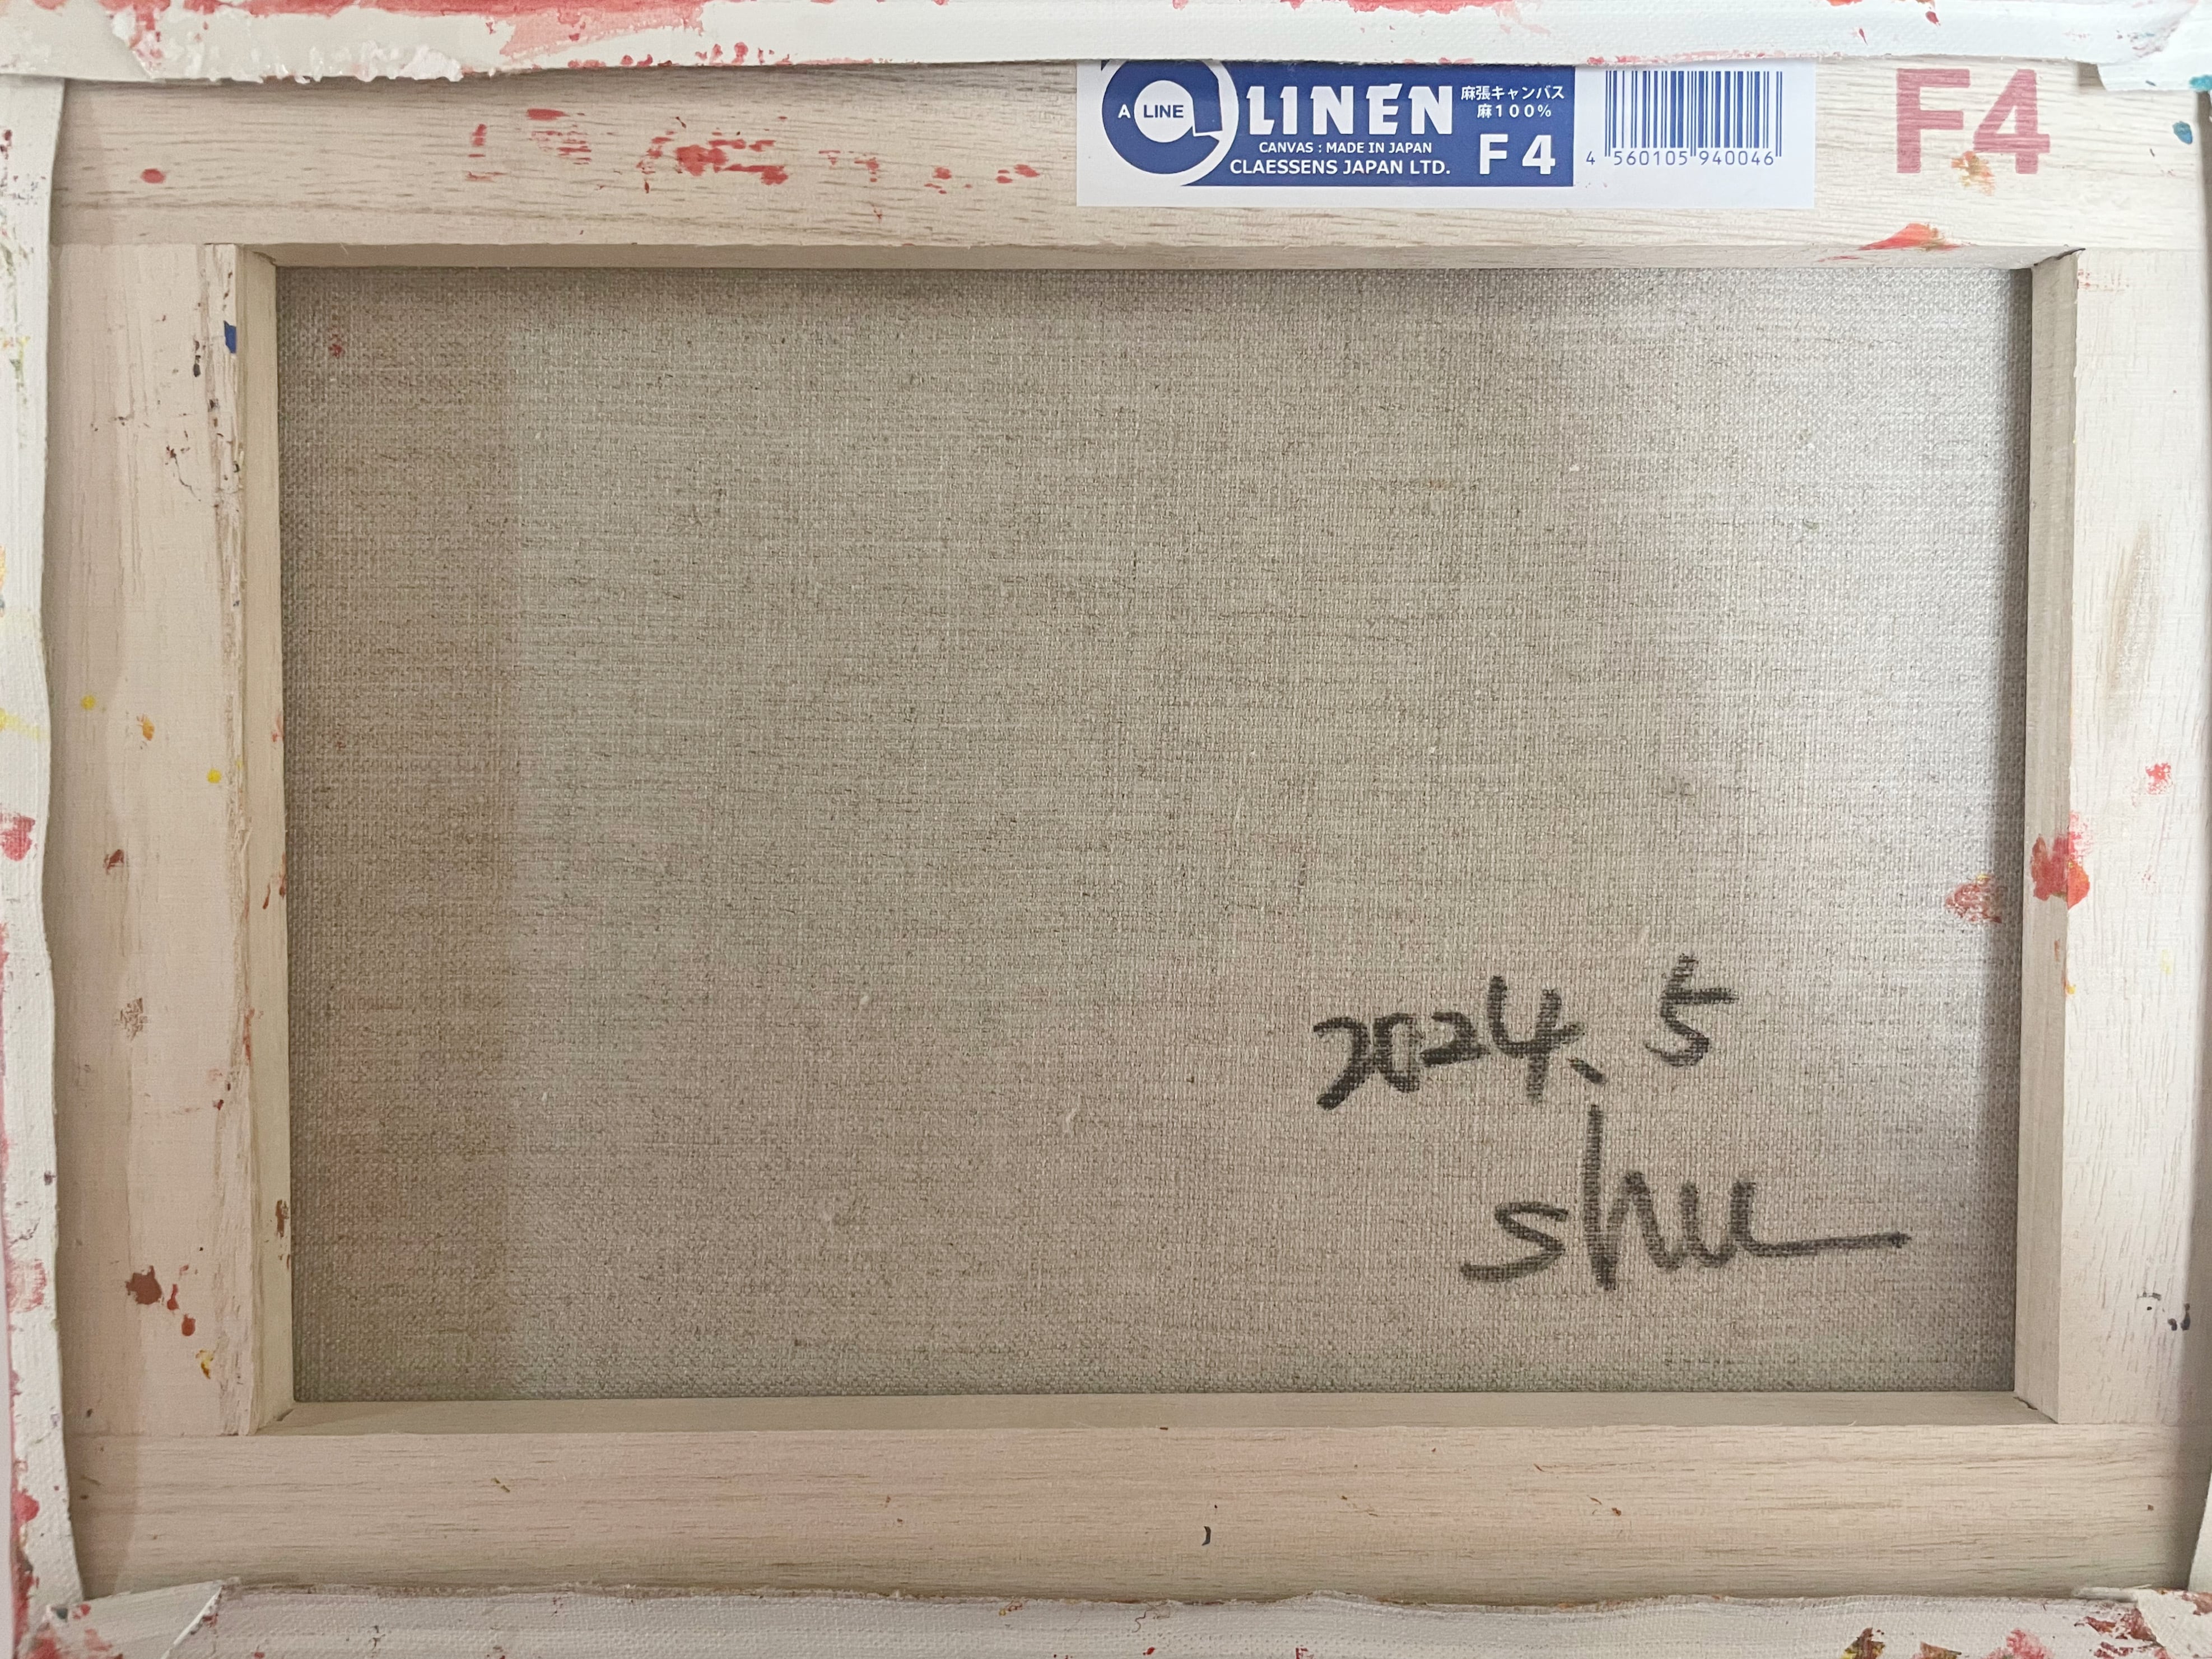 A LINE
LINEN
麻張キャンバス
麻100%
CANVAS : MADE IN JAPAN
CLAESSENS JAPAN LTD.
F4
4 560105 940046
F4
2024、5
shu